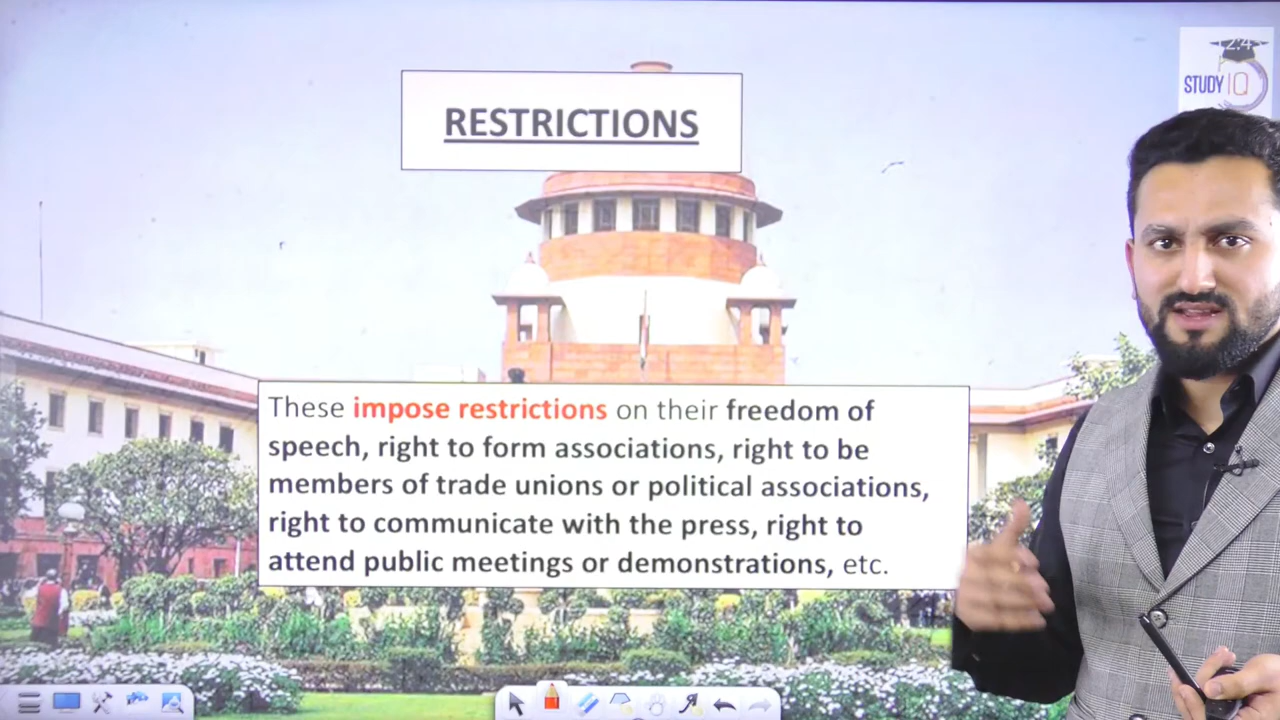 RESTRICTIONS
12:4
STUDY IQ
These impose restrictions on their freedom of
speech, right to form associations, right to be
members of trade unions or political associations,
right to communicate with the press, right to
attend public meetings or demonstrations, etc.